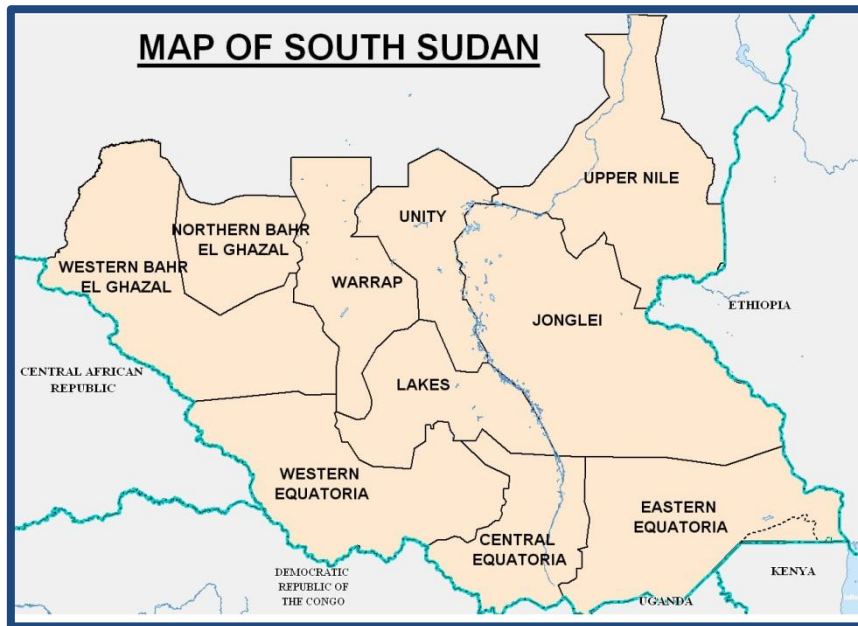 MAP OF SOUTH SUDAN
UPPER NILE
NORTHERN BAHR
EL GHAZAL
UNITY
WESTERN BAHR
EL GHAZAL
WARRAP
JONGLEI
ETHIOPIA
CENTRAL AFRICAN
REPUBLIC
LAKES
WESTERN
EQUATORIA
EASTERN
EQUATORIA
CENTRAL
EQUATORIA
DEMOCRATIC
REPUBLIC OF
THE CONGO
KENYA
UGANDA